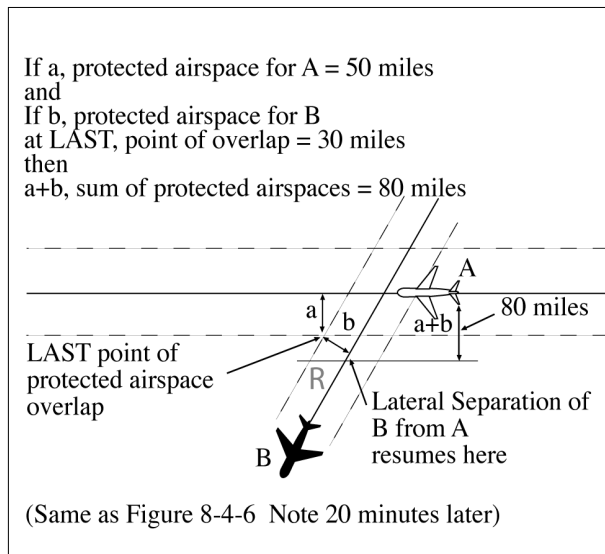 If a, protected airspace for A = 50 miles
and
If b, protected airspace for B
at LAST, point of overlap = 30 miles
then
a+b, sum of protected airspaces = 80 miles
A
a
b
a+b
80 miles
LAST point of
protected airspace
overlap
R
Lateral Separation of
B from A
resumes here
B
(Same as Figure 8-4-6 Note 20 minutes later)